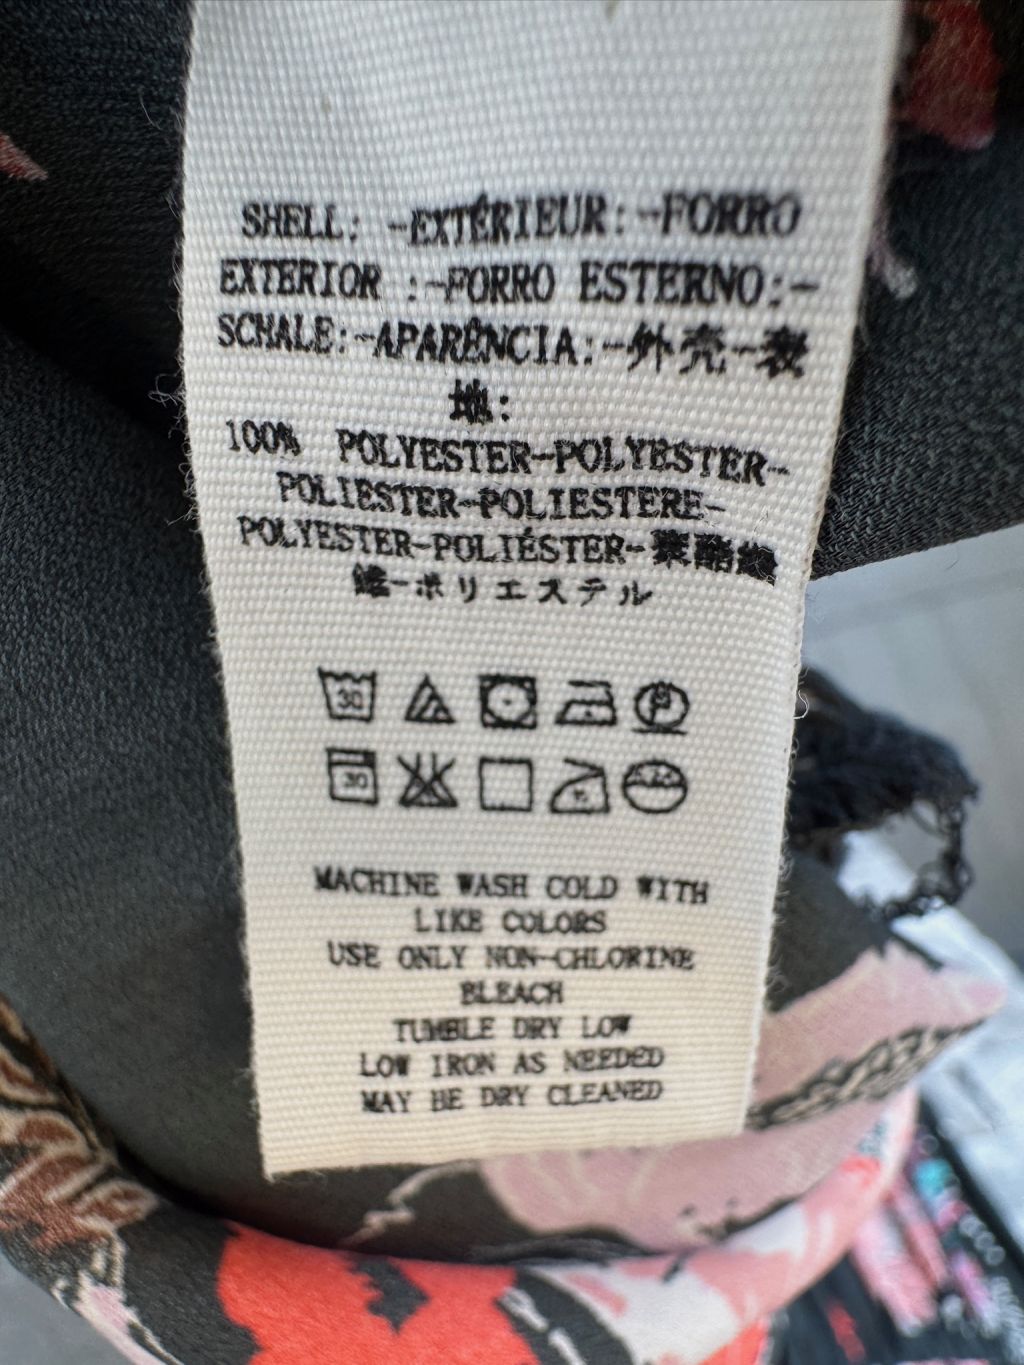 SHELL: -EXTÉRIEUR:-FORRO
EXTERIOR :-FORRO ESTERNO:-
SCHALE:-APARÊNCIA:-外壳-表
地:
100% POLYESTER-POLYESTER-
POLIESTER-POLIESTERE-
POLYESTER-POLIÉSTER-聚酯纖
維-ポリエステル
30 P
30
MACHINE WASH COLD WITH
LIKE COLORS
USE ONLY NON-CHLORINE
BLEACH
TUMBLE DRY LOW
LOW IRON AS NEEDED
MAY BE DRY CLEANED